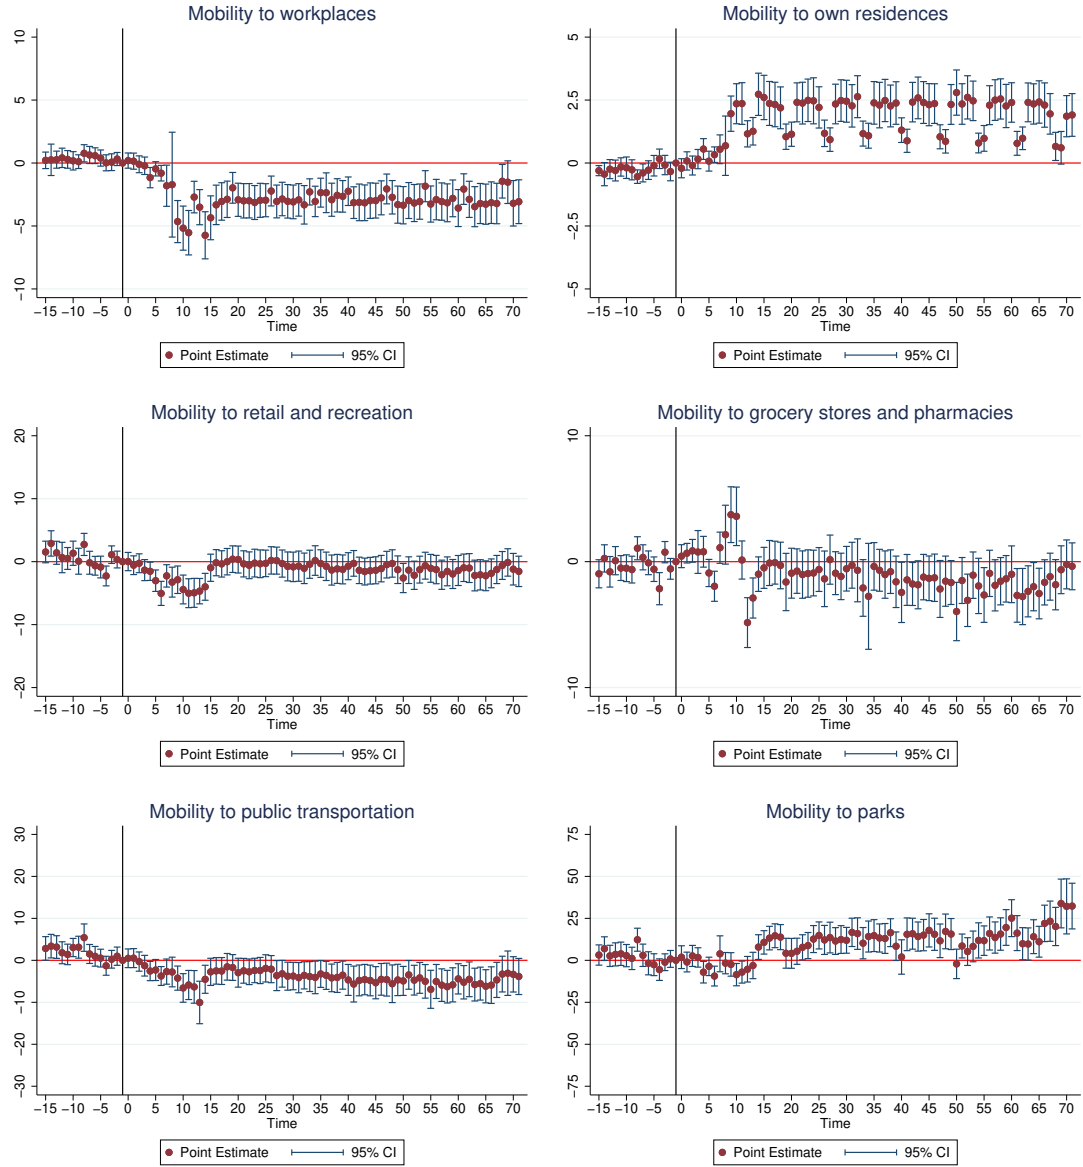 Mobility to workplaces
10
5
0
−5
−10
−15 −10 −5 0 5 10 15 20 25 30 35 40 45 50 55 60 65 70
Time
Point Estimate 95% CI
Mobility to own residences
5
2.5
0
−2.5
−5
−15 −10 −5 0 5 10 15 20 25 30 35 40 45 50 55 60 65 70
Time
Point Estimate 95% CI
Mobility to retail and recreation
20
10
0
−10
−20
−15 −10 −5 0 5 10 15 20 25 30 35 40 45 50 55 60 65 70
Time
Point Estimate 95% CI
Mobility to grocery stores and pharmacies
10
0
−10
−15 −10 −5 0 5 10 15 20 25 30 35 40 45 50 55 60 65 70
Time
Point Estimate 95% CI
Mobility to public transportation
30
20
10
0
−10
−20
−30
−15 −10 −5 0 5 10 15 20 25 30 35 40 45 50 55 60 65 70
Time
Point Estimate 95% CI
Mobility to parks
75
50
25
0
−25
−50
−75
−15 −10 −5 0 5 10 15 20 25 30 35 40 45 50 55 60 65 70
Time
Point Estimate 95% CI